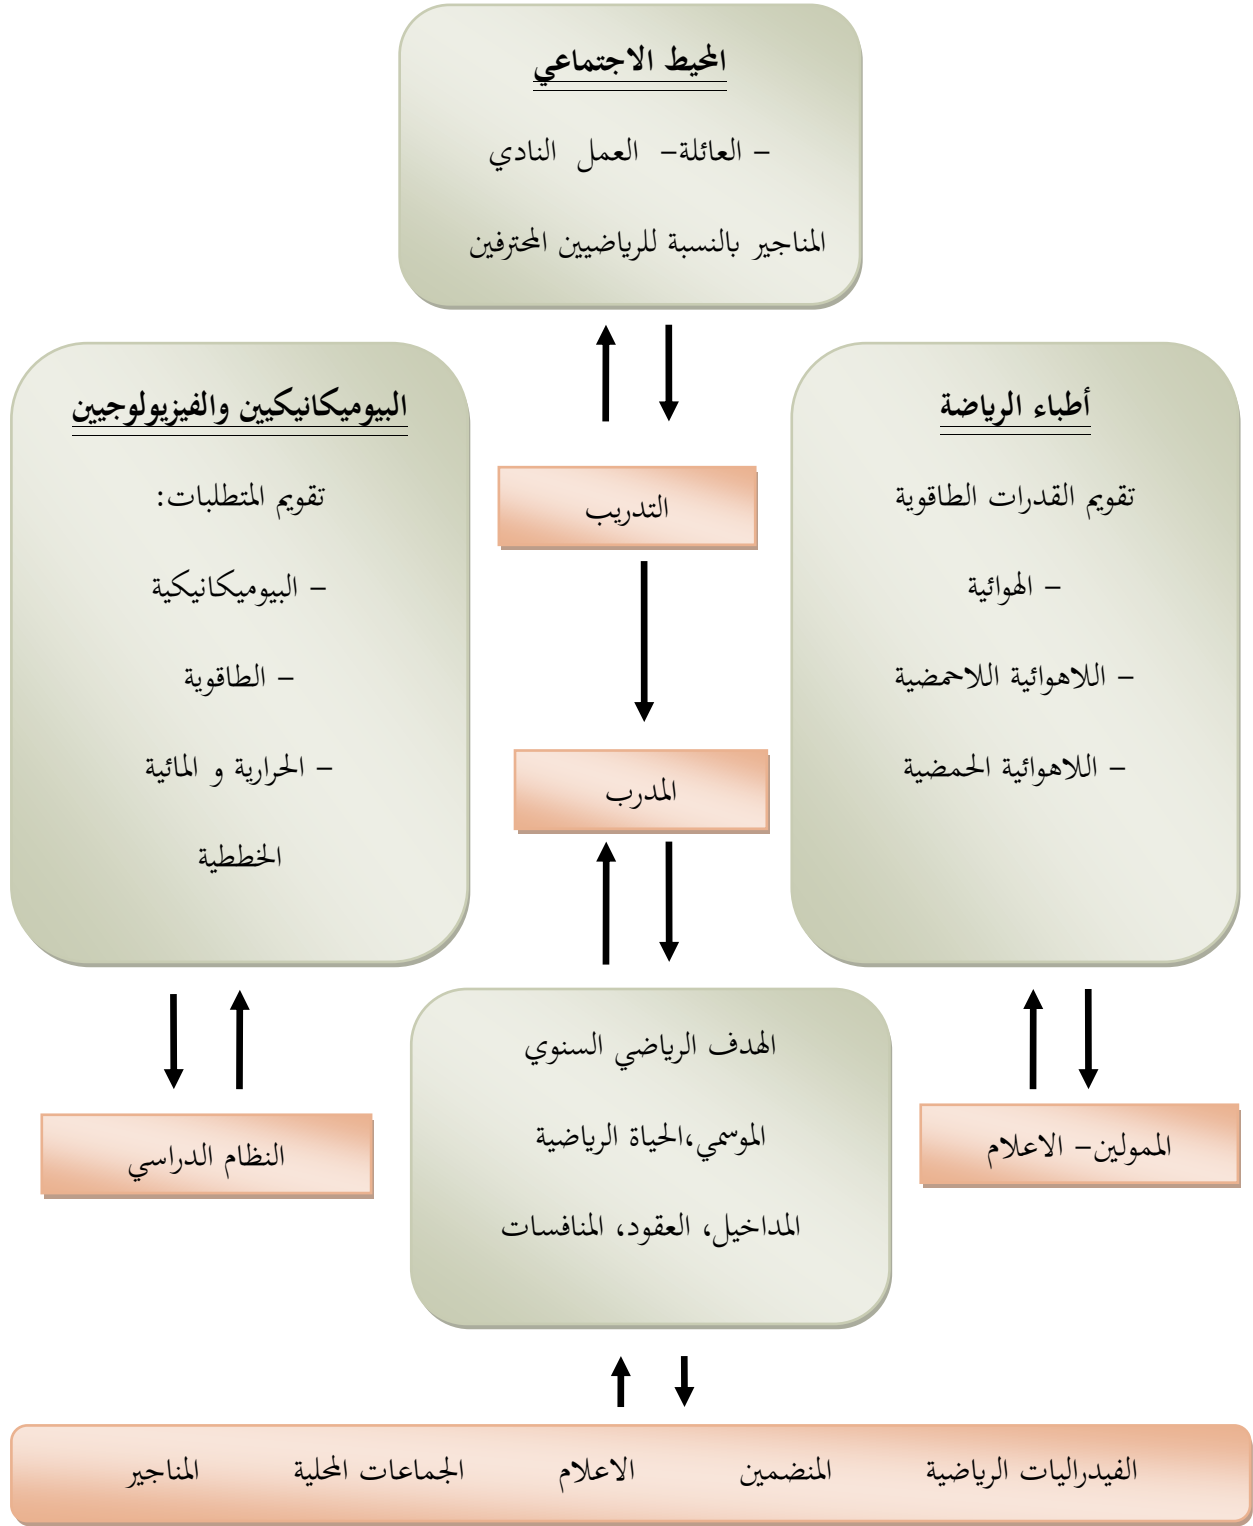 المحيط الاجتماعي
– العائلة– العمل النادي
المناجير بالنسبة للرياضيين المحترفين
أطباء الرياضة
تقويم القدرات الطاقوية
– الهوائية
– اللاهوائية اللاحمضية
– اللاهوائية الحمضية
التدريب
المدرب
البيوميكانيكيين والفيزيولوجيين
تقويم المتطلبات:
– البيوميكانيكية
– الطاقوية
– الحرارية و المائية
الخططية
الممولين– الاعلام
الهدف الرياضي السنوي
الموسمي،الحياة الرياضية
المداخيل، العقود، المنافسات
النظام الدراسي
الفيدراليات الرياضية المنضمين الاعلام الجماعات المحلية المناجير